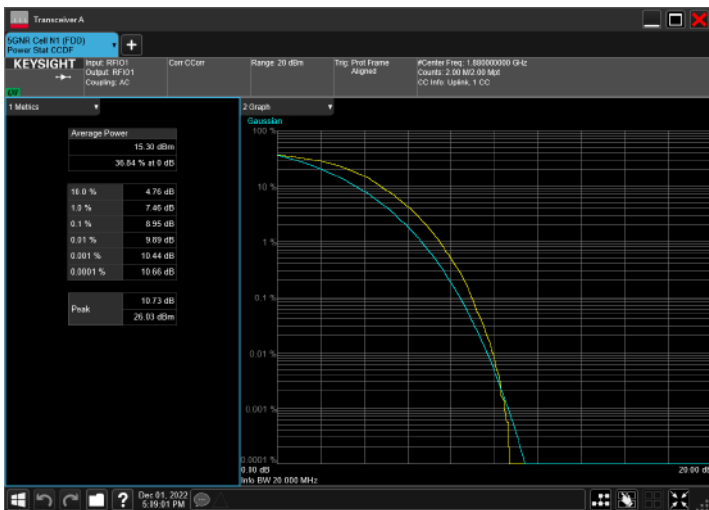 Transceiver A
5GNR Cell N1 (FDD)
Power Stat CCDF
KEYSIGHT
Input: RFIO1
Output: RFIO1
Coupling: AC
Corr CCorr
Range: 20 dBm
Trig: Prot Frame
Aligned
#Center Freq: 1.880000000 GHz
Counts: 2.00 M/2.00 Mpt
CC Info: Uplink, 1 CC
1 Metrics
Average Power
15.30 dBm
36.84 % at 0 dB
10.0 % 4.76 dB
1.0 % 7.46 dB
0.1 % 8.95 dB
0.01 % 9.89 dB
0.001 % 10.44 dB
0.0001 % 10.66 dB
Peak
10.73 dB
26.03 dBm
2 Graph
Gaussian
100 %
10 %
1 %
0.1 %
0.01 %
0.001 %
0.0001 %
0.00 dB
20.00 dB
Info BW 20.000 MHz
Dec 01, 2022
5:39:01 PM